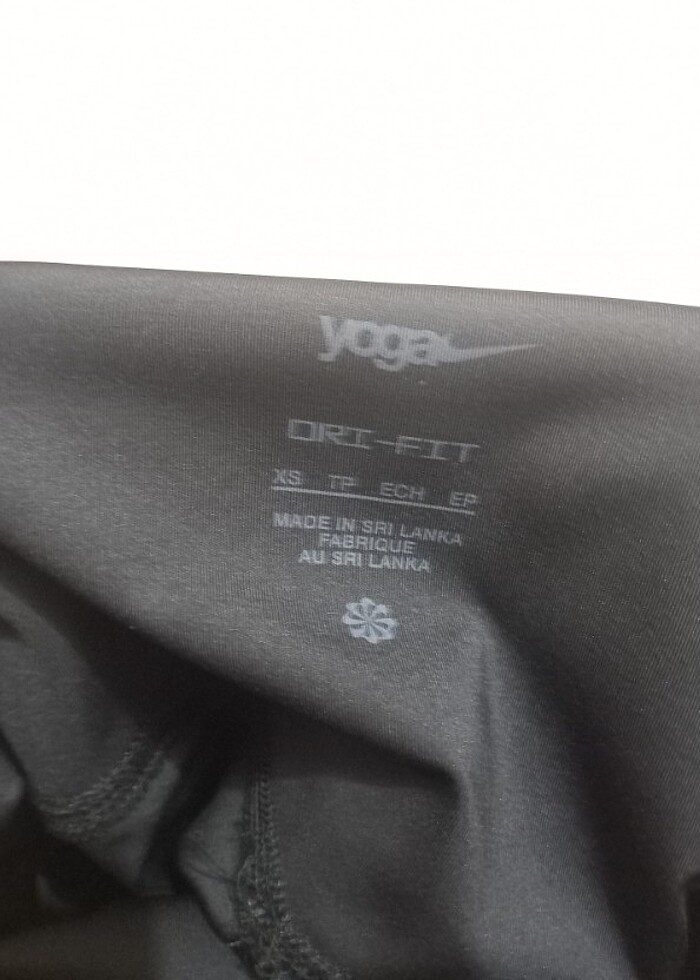 yoga
DRI-FIT
XS TP ECH EP
MADE IN SRI LANKA
FABRIQUE
AU SRI LANKA